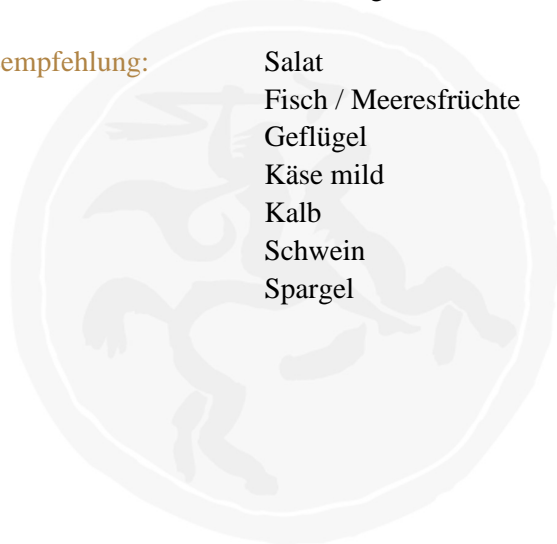 empfehlung: Salat
Fisch / Meeresfrüchte
Geflügel
Käse mild
Kalb
Schwein
Spargel